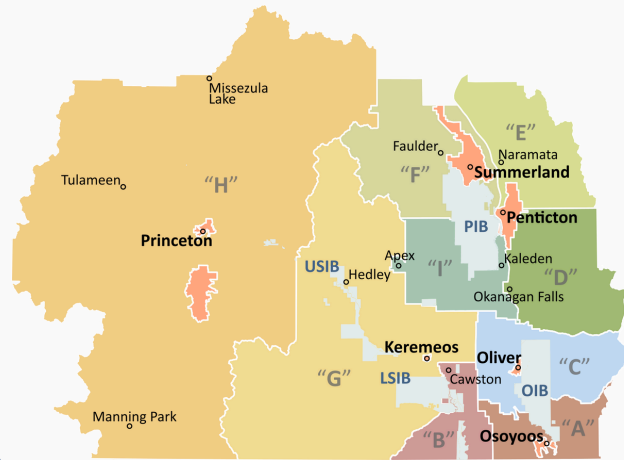 Missezula
Lake
“E”
Faulder
Naramata
“F”
Summerland
Tulameen
“H”
Penticton
PIB
Princeton
Apex
Kaleden
USIB
“I”
“D”
Hedley
Okanagan Falls
Keremeos
Oliver
“C”
“G”
LSIB
Cawston
OIB
Manning Park
“B”
Osoyoos
“A”